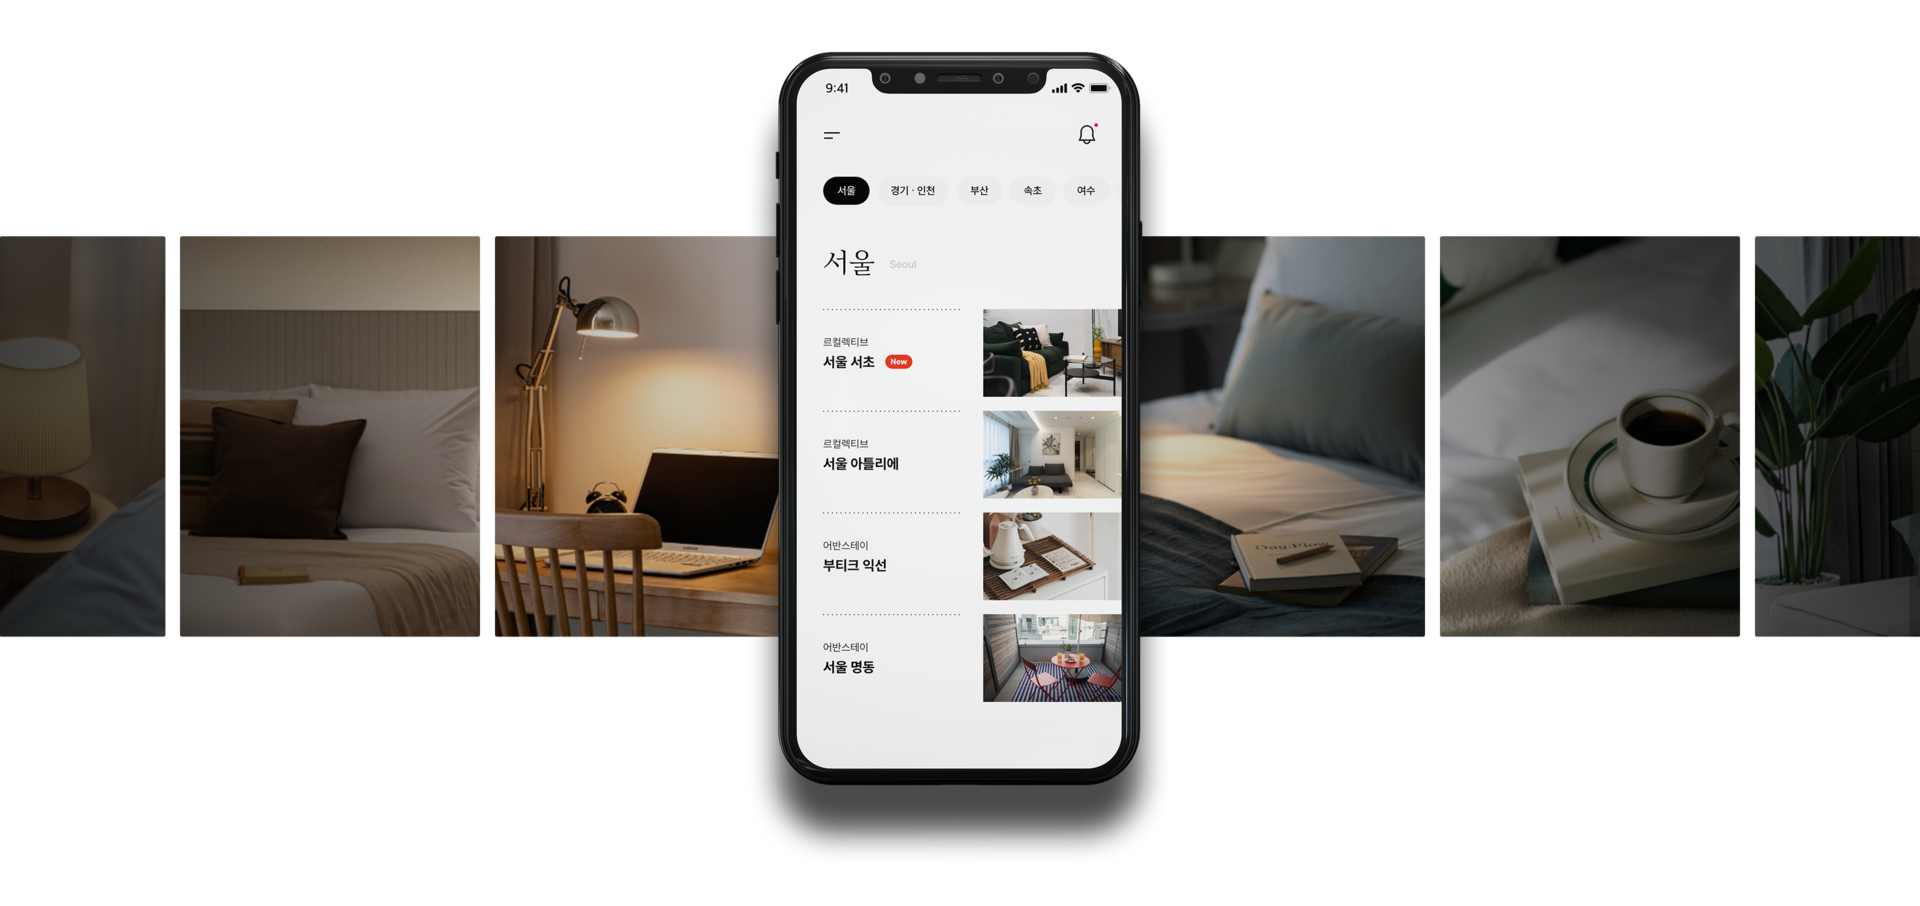 9:41
서울 경기 · 인천 부산 속초 여수
서울 Seoul
르컬렉티브
서울 서초 New
르컬렉티브
서울 아틀리에
어반스테이
부티크 익선
어반스테이
서울 명동
Day-Flow